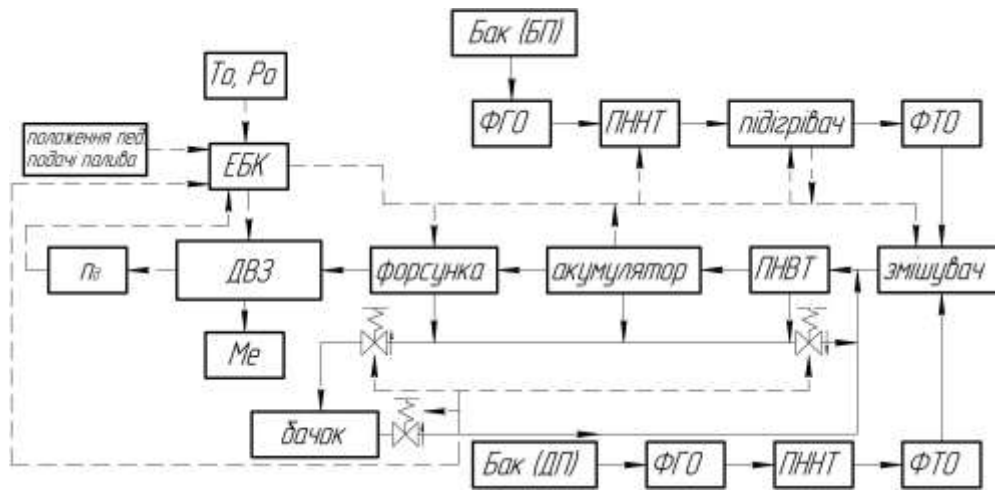 Бак (БП)
То, Ро
ФГО
ПННТ
підігрівач
ФТО
положення пед.
подачі палива
ЕБК
nд
ДВЗ
форсунка
акумулятор
ПНВТ
змішувач
Ме
бачок
Бак (ДП)
ФГО
ПННТ
ФТО